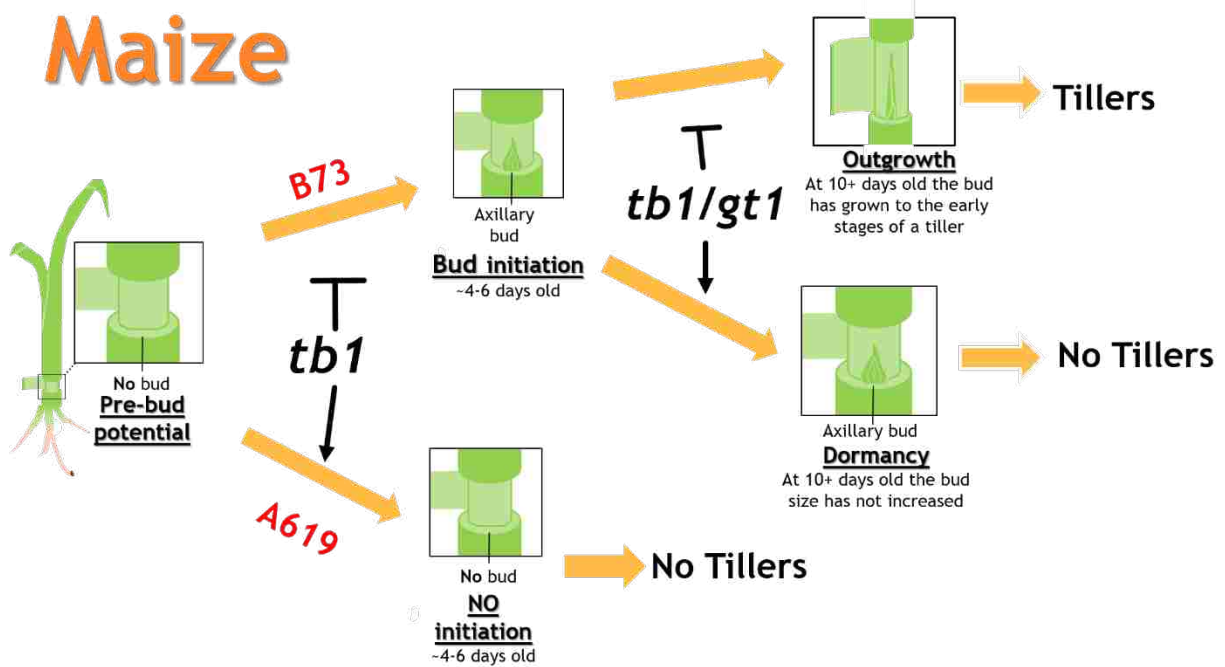 Maize
B73
A619
No bud
Pre-bud
potential
tb1
Axillary
bud
Bud initiation
~4-6 days old
No bud
NO
initiation
~4-6 days old
No Tillers
tb1/gt1
Outgrowth
At 10+ days old the bud
has grown to the early
stages of a tiller
Tillers
Axillary bud
Dormancy
At 10+ days old the bud
size has not increased
No Tillers